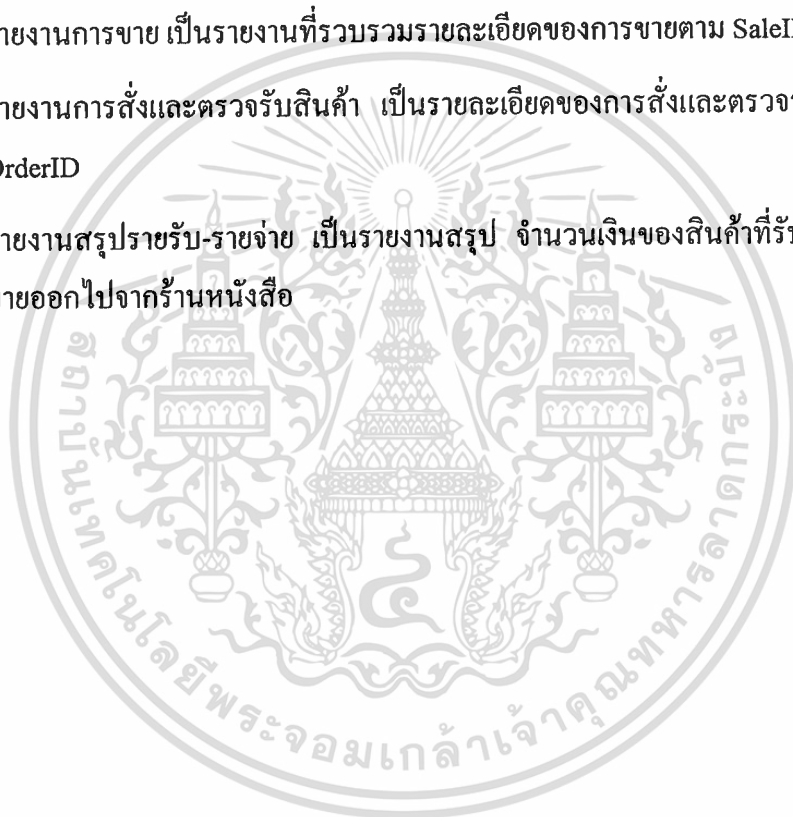 ายงานการขาย เป็นรายงานที่รวบรวมรายละเอียดของการขายตาม SaleI
ายงานการสั่งและตรวจรับสินค้า เป็นรายละเอียดของการสั่งและตรวจ
OrderID
ายงานสรุปรายรับ-รายจ่าย เป็นรายงานสรุป จำนวนเงินของสินค้าที่รับ
ายออกไปจากร้านหนังสือ
สถาบันเทคโนโลยีพระจอมเกล้าเจ้าคุณทหารลาดกระบัง